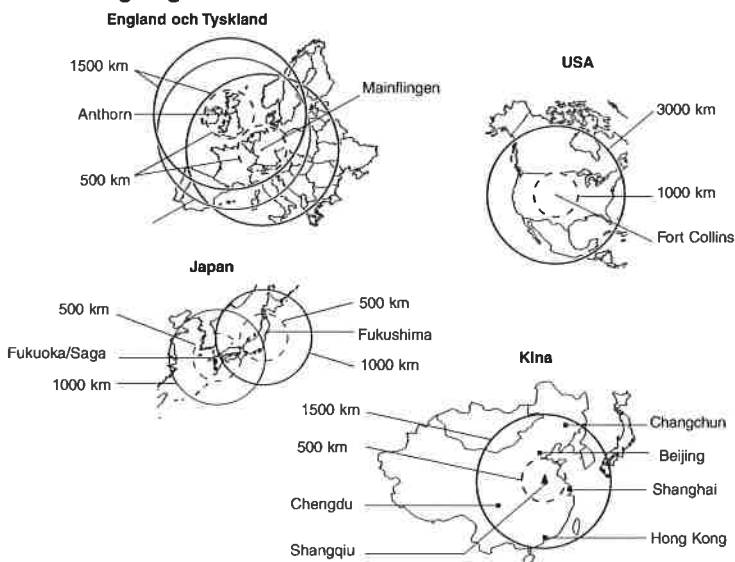 England och Tyskland
1500 km
Anthorn
500 km
Mainflingen
USA
3000 km
1000 km
Fort Collins
Japan
500 km
Fukuoka/Saga
1000 km
500 km
Fukushima
1000 km
Kina
1500 km
500 km
Chengdu
Shangqiu
Changchun
Beijing
Shanghai
Hong Kong